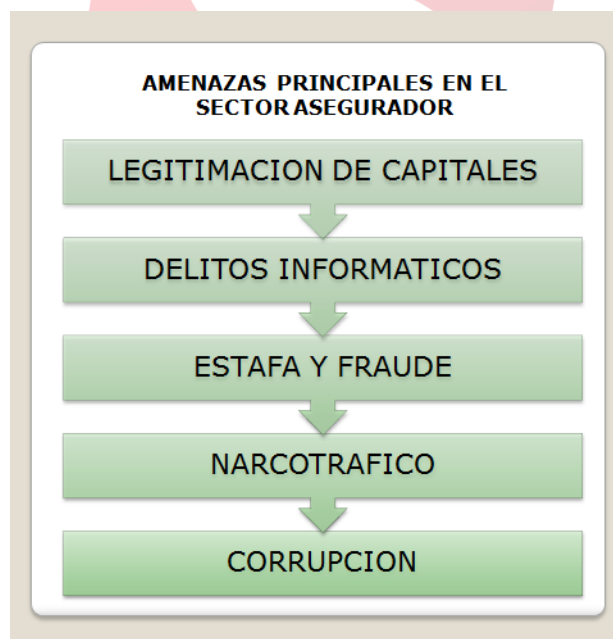 AMENAZAS PRINCIPALES EN EL
SECTOR ASEGURADOR
LEGITIMACION DE CAPITALES
DELITOS INFORMATICOS
ESTAFA Y FRAUDE
NARCOTRAFICO
CORRUPCION